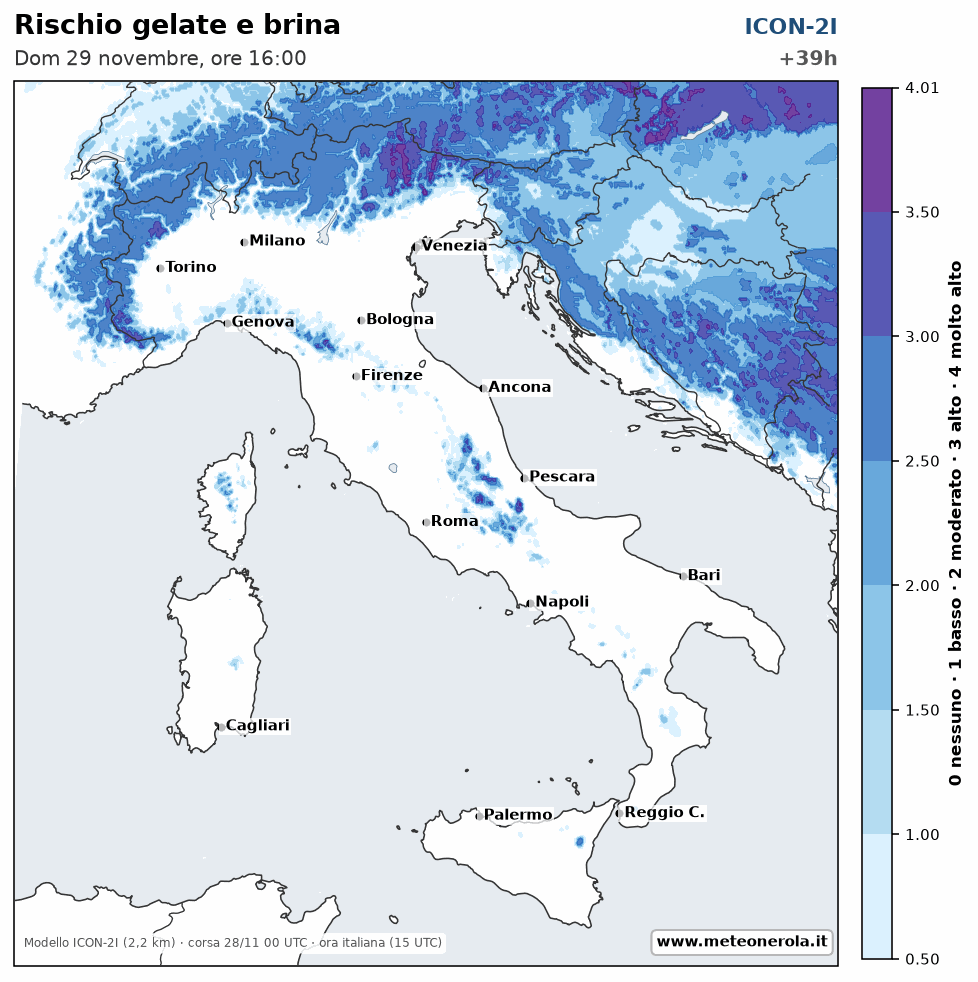 Rischio gelate e brina
ICON-2I
Dom 29 novembre, ore 16:00
+39h
4.01
3.50
3.00
2.50
2.00
1.50
1.00
0.50
0 nessuno · 1 basso · 2 moderato · 3 alto · 4 molto alto
Milano
Venezia
Torino
Genova
Bologna
Firenze
Ancona
Pescara
Roma
Bari
Napoli
Cagliari
Palermo
Reggio C.
Modello ICON-2I (2,2 km) · corsa 28/11 00 UTC · ora italiana (15 UTC)
www.meteonerola.it